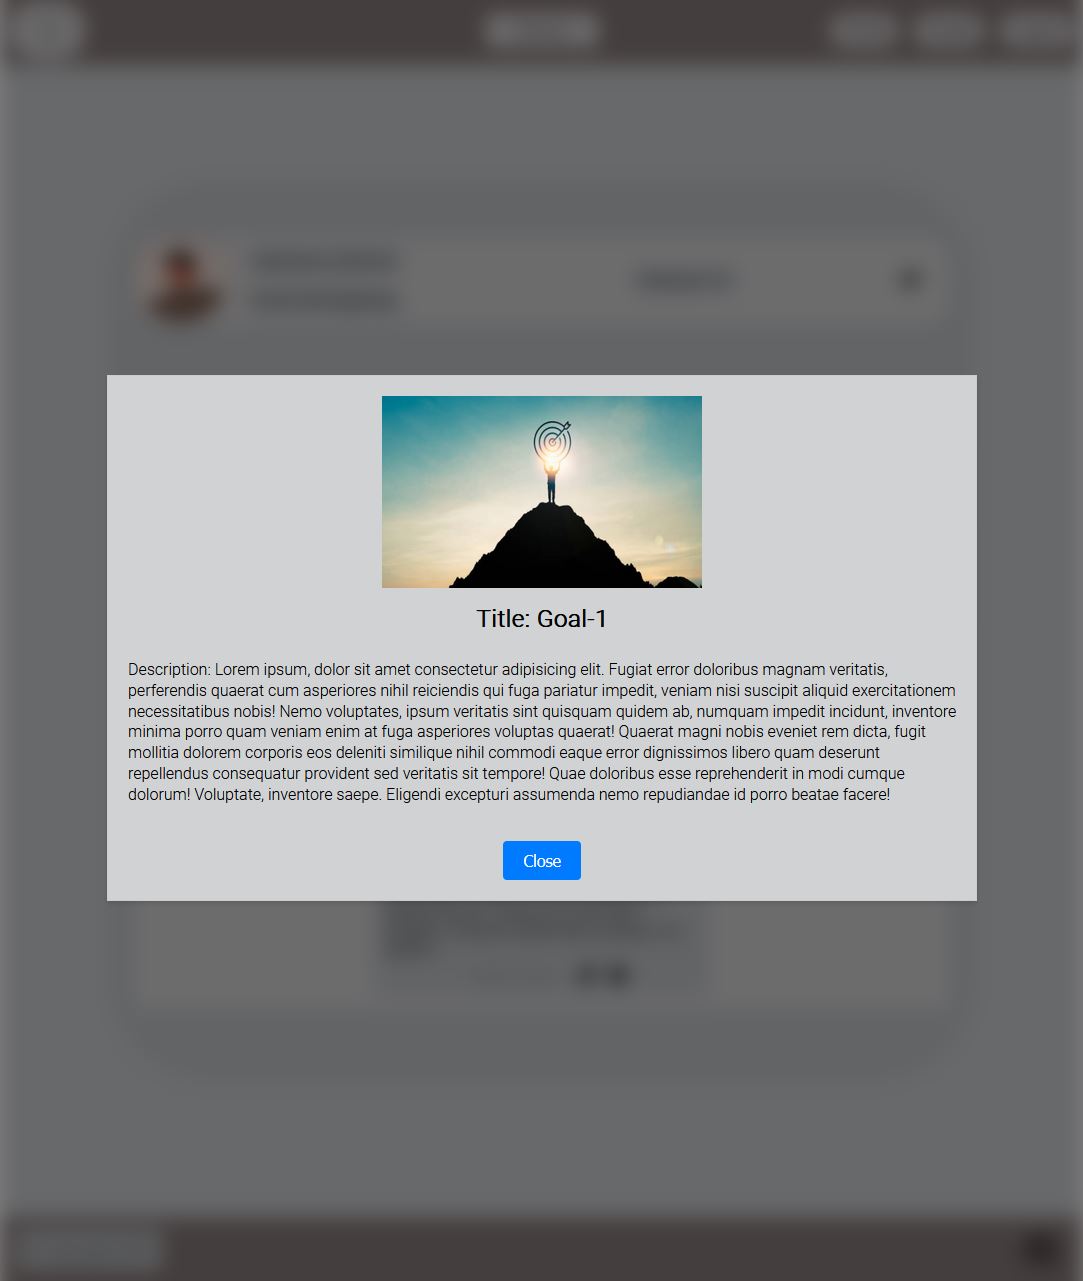 Title: Goal-1
Description: Lorem ipsum, dolor sit amet consectetur adipisicing elit. Fugiat error doloribus magnam veritatis,
perferendis quaerat cum asperiores nihil reiciendis qui fuga pariatur impedit, veniam nisi suscipit aliquid exercitationem
necessitatibus nobis! Nemo voluptates, ipsum veritatis sint quisquam quidem ab, numquam impedit incidunt, inventore
minima porro quam veniam enim at fuga asperiores voluptas quaerat! Quaerat magni nobis eveniet rem dicta, fugit
mollitia dolorem corporis eos deleniti similique nihil commodi eaque error dignissimos libero quam deserunt
repellendus consequatur provident sed veritatis sit tempore! Quae doloribus esse reprehenderit in modi cumque
dolorum! Voluptate, inventore saepe. Eligendi excepturi assumenda nemo repudiandae id porro beatae facere!
Close